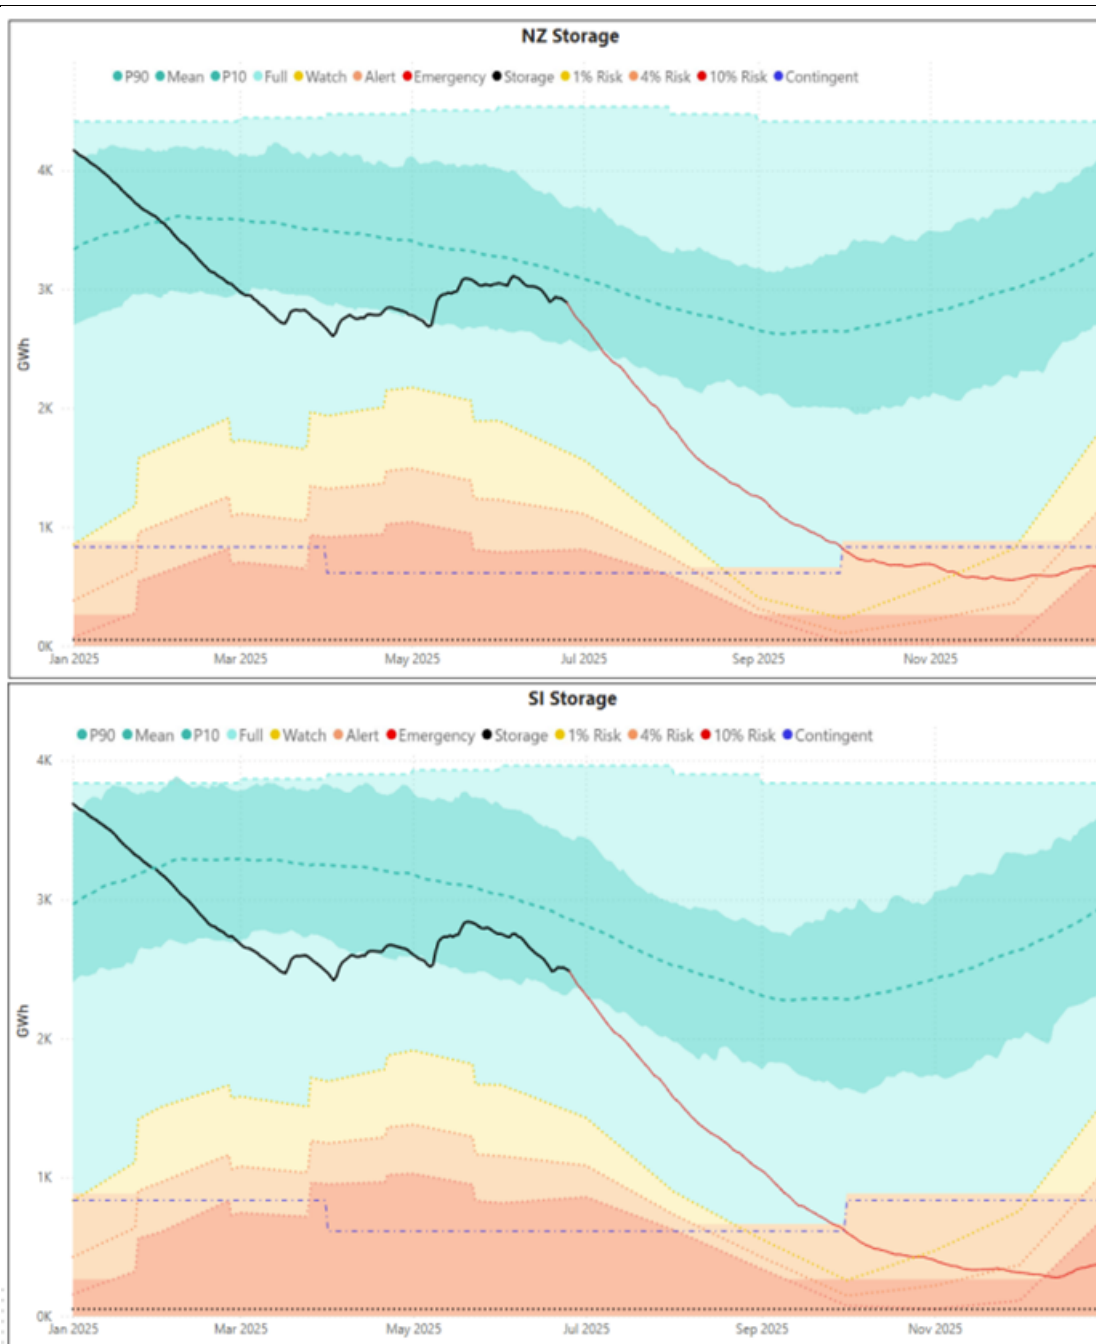 NZ Storage
P90 Mean P10 Full Watch Alert Emergency Storage 1% Risk 4% Risk 10% Risk Contingent
4K
3K
GWh
2K
1K
0K
Jan 2025 Mar 2025 May 2025 Jul 2025 Sep 2025 Nov 2025
SI Storage
P90 Mean P10 Full Watch Alert Emergency Storage 1% Risk 4% Risk 10% Risk Contingent
4K
3K
GWh
2K
1K
0K
Jan 2025 Mar 2025 May 2025 Jul 2025 Sep 2025 Nov 2025